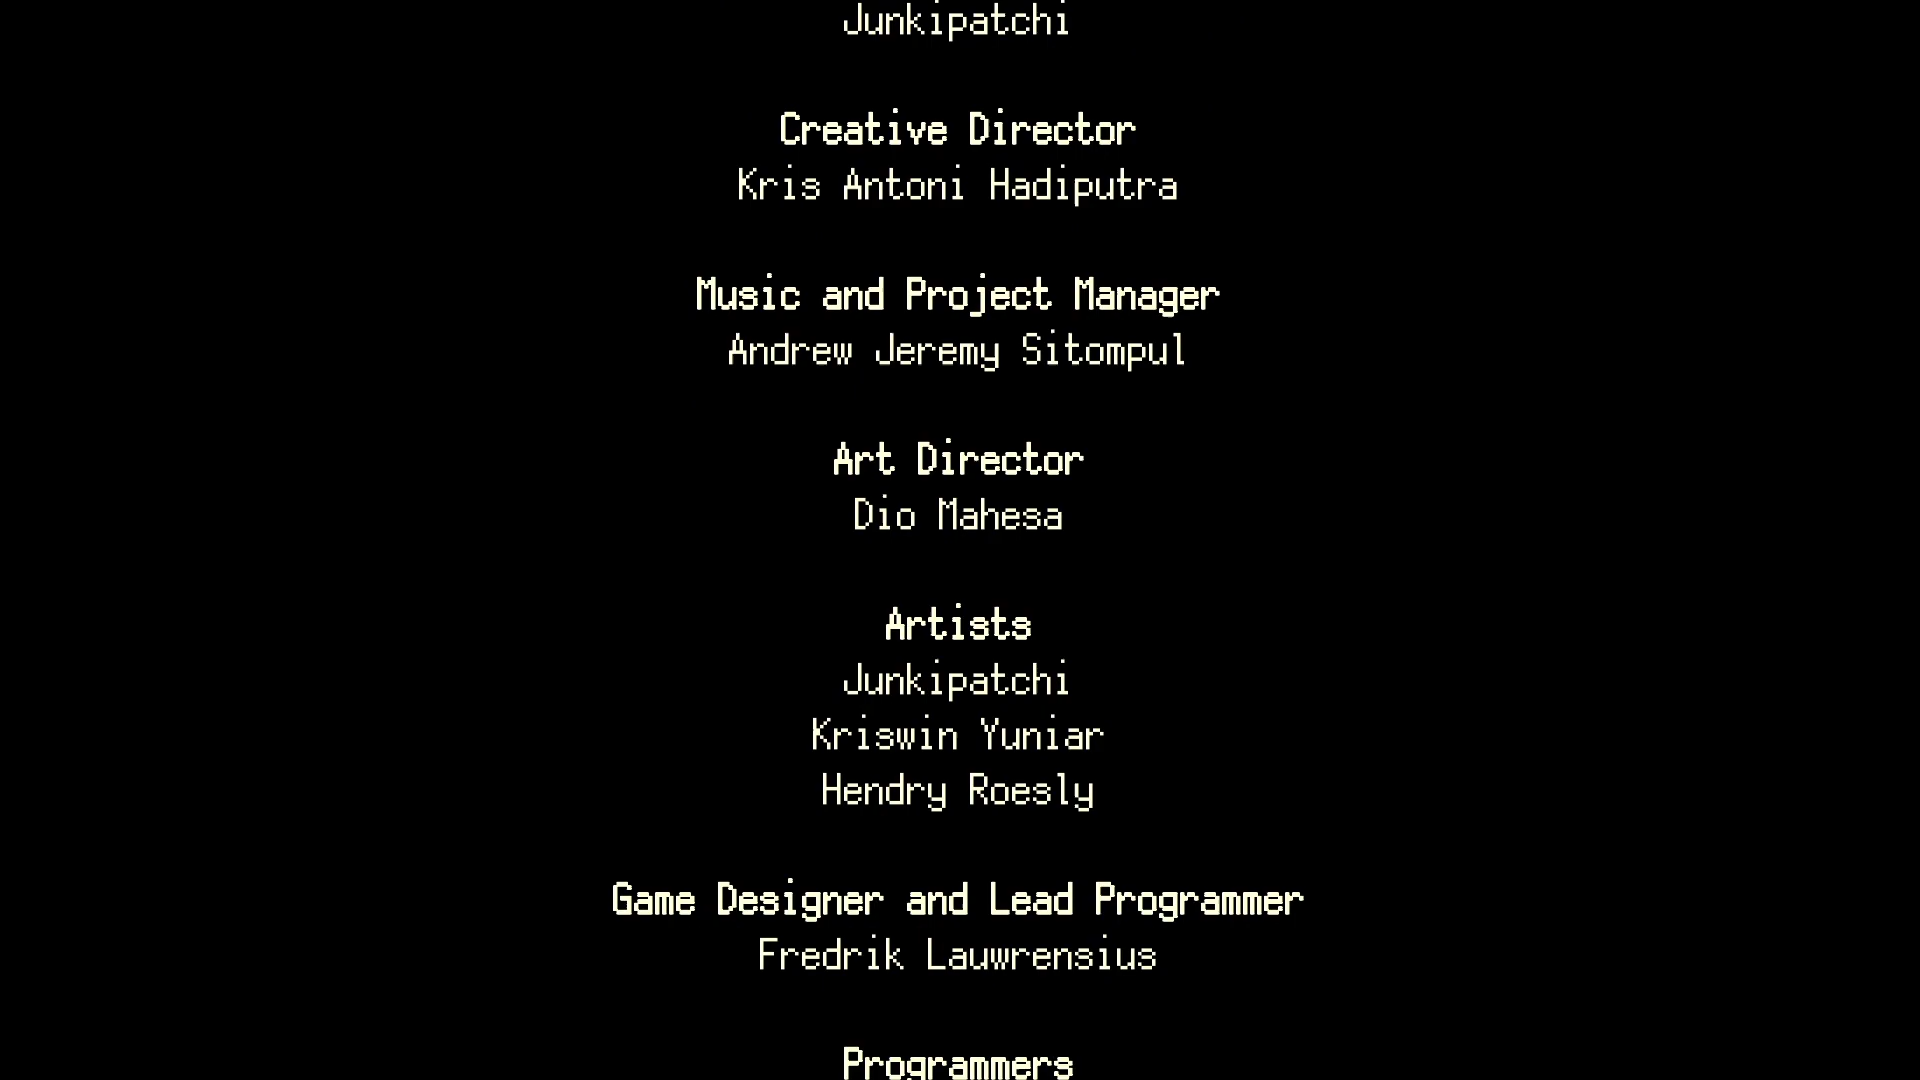 Junkipatchi
Creative Director
Kris Antoni Hadiputra
Music and Project Manager
Andrew Jeremy Sitompul
Art Director
Dio Mahesa
Artists
Junkipatchi
Kriswin Yuniar
Hendry Roesly
Game Designer and Lead Programmer
Fredrik Lauwrensius
Programmers